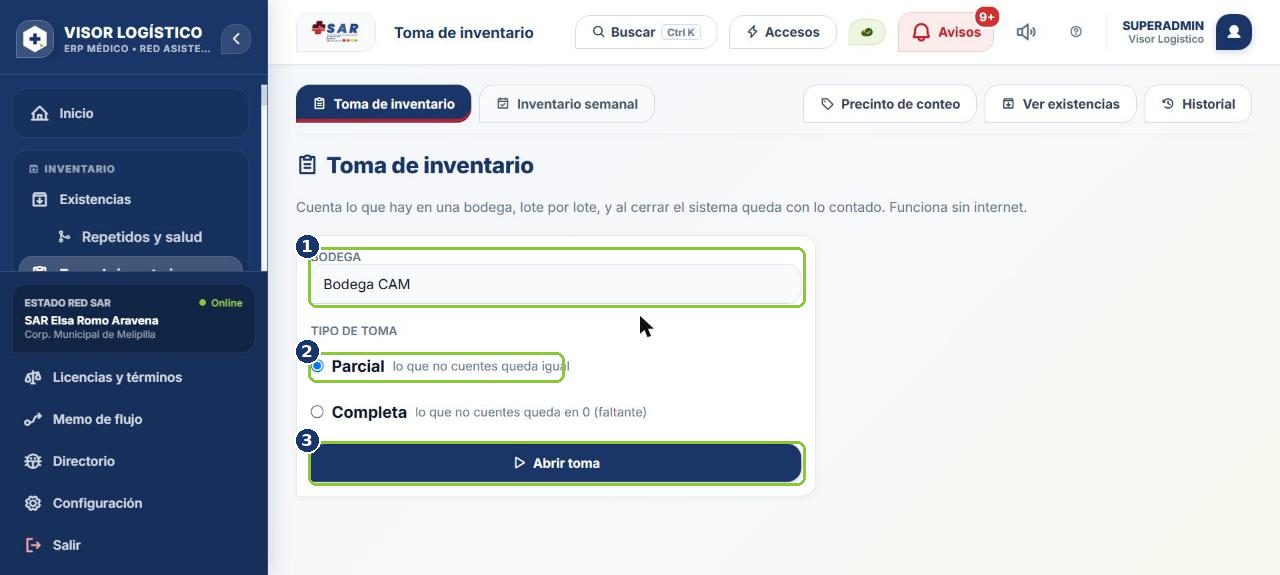 VISOR LOGÍSTICO
ERP MÉDICO • RED ASISTE...
SAR
Toma de inventario
Buscar Ctrl K
Accesos
Avisos
9+
SUPERADMIN
Visor Logístico
Inicio
INVENTARIO
Existencias
Repetidos y salud
ESTADO RED SAR
Online
SAR Elsa Romo Aravena
Corp. Municipal de Melipilla
Licencias y términos
Memo de flujo
Directorio
Configuración
Salir
Toma de inventario
Inventario semanal
Precinto de conteo
Ver existencias
Historial
Toma de inventario
Cuenta lo que hay en una bodega, lote por lote, y al cerrar el sistema queda con lo contado. Funciona sin internet.
1
BODEGA
Bodega CAM
TIPO DE TOMA
2
Parcial lo que no cuentes queda igual
Completa lo que no cuentes queda en 0 (faltante)
3
Abrir toma